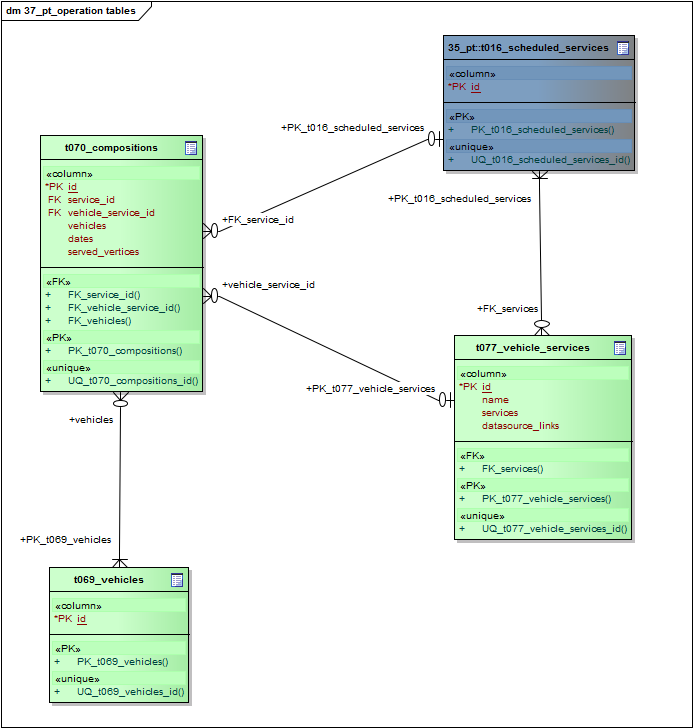 dm 37_pt_operation tables
35_pt::t016_scheduled_services
«column»
*PK id
«PK»
+ PK_t016_scheduled_services()
«unique»
+ UQ_t016_scheduled_services_id()
+PK_t016_scheduled_services
t070_compositions
«column»
*PK id
FK service_id
FK vehicle_service_id
vehicles
dates
served_vertices
«FK»
+ FK_service_id()
+ FK_vehicle_service_id()
+ FK_vehicles()
«PK»
+ PK_t070_compositions()
«unique»
+ UQ_t070_compositions_id()
+FK_service_id
+PK_t016_scheduled_services
+vehicle_service_id
+FK_services
t077_vehicle_services
«column»
*PK id
name
services
datasource_links
«FK»
+ FK_services()
«PK»
+ PK_t077_vehicle_services()
«unique»
+ UQ_t077_vehicle_services_id()
+PK_t077_vehicle_services
+vehicles
+PK_t069_vehicles
t069_vehicles
«column»
*PK id
«PK»
+ PK_t069_vehicles()
«unique»
+ UQ_t069_vehicles_id()